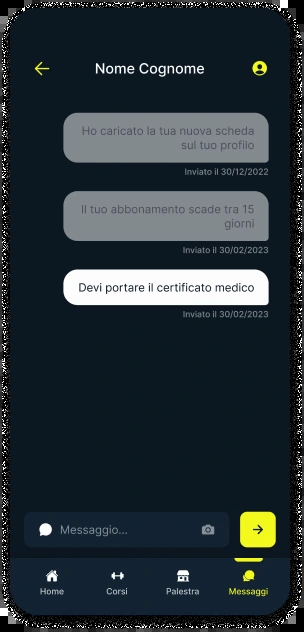 Nome Cognome
Ho caricato la tua nuova scheda
sul tuo profilo
Inviato il 30/12/2022
Il tuo abbonamento scade tra 15
giorni
Inviato il 30/02/2023
Devi portare il certificato medico
Inviato il 30/02/2023
Messaggio...
Home Corsi Palestra Messaggi